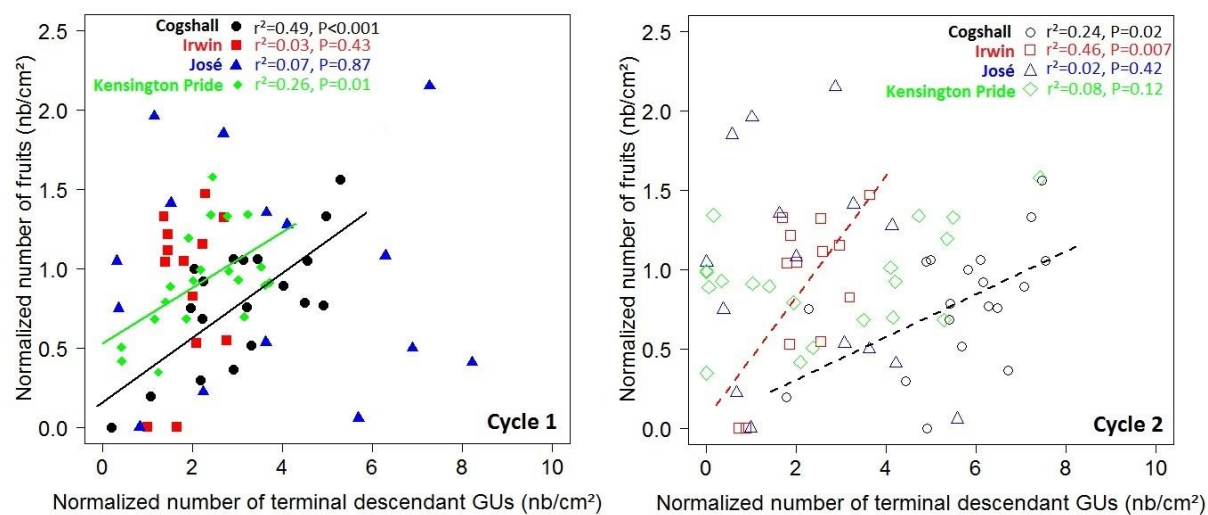 Cogshall r²=0.49, P<0.001
Irwin r²=0.03, P=0.43
José r²=0.07, P=0.87
Kensington Pride r²=0.26, P=0.01
2.5
2.0
1.5
1.0
0.5
0.0
Normalized number of fruits (nb/cm²)
Cycle 1
0 2 4 6 8 10
Normalized number of terminal descendant GUs (nb/cm²)
Cogshall r²=0.24, P=0.02
Irwin r²=0.46, P=0.007
José r²=0.02, P=0.42
Kensington Pride r²=0.08, P=0.12
2.5
2.0
1.5
1.0
0.5
0.0
Normalized number of fruits (nb/cm²)
Cycle 2
0 2 4 6 8 10
Normalized number of terminal descendant GUs (nb/cm²)